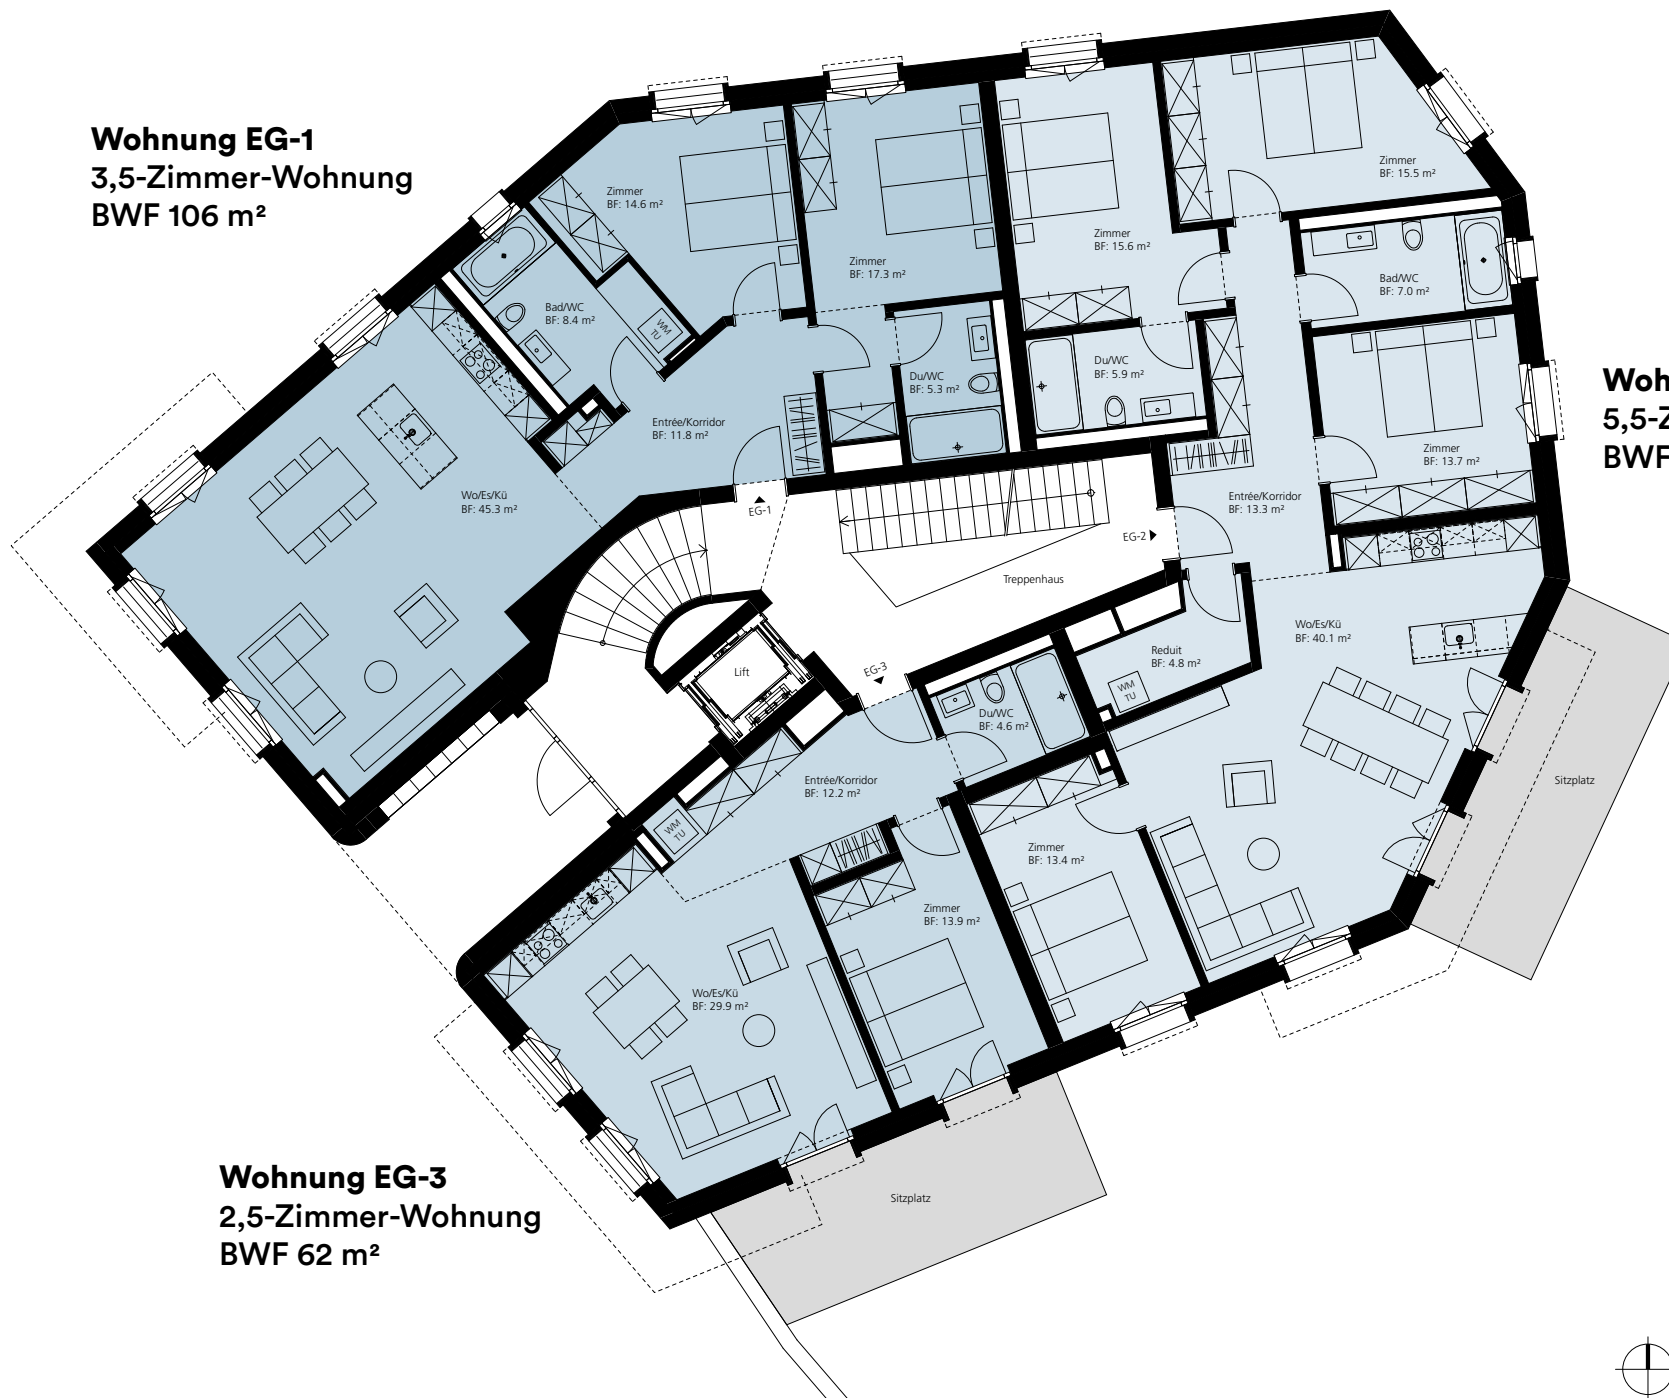 Wohnung EG-1
3,5-Zimmer-Wohnung
BWF 106 m²
Zimmer
BF: 14.6 m²
Zimmer
BF: 17.3 m²
Zimmer
BF: 15.6 m²
Zimmer
BF: 15.5 m²
Bad/WC
BF: 8.4 m²
WM
TU
Du/WC
BF: 5.3 m²
Du/WC
BF: 5.9 m²
Bad/WC
BF: 7.0 m²
Entrée/Korridor
BF: 11.8 m²
Wo/Es/Kü
BF: 45.3 m²
Zimmer
BF: 13.7 m²
Woh
5,5-Z
BWF
EG-1
EG-2
Entrée/Korridor
BF: 13.3 m²
Treppenhaus
Wo/Es/Kü
BF: 40.1 m²
Reduit
BF: 4.8 m²
WM
TU
Lift
EG-3
Du/WC
BF: 4.6 m²
Entrée/Korridor
BF: 12.2 m²
WM
TU
Sitzplatz
Zimmer
BF: 13.4 m²
Zimmer
BF: 13.9 m²
Wo/Es/Kü
BF: 29.9 m²
Wohnung EG-3
2,5-Zimmer-Wohnung
BWF 62 m²
Sitzplatz